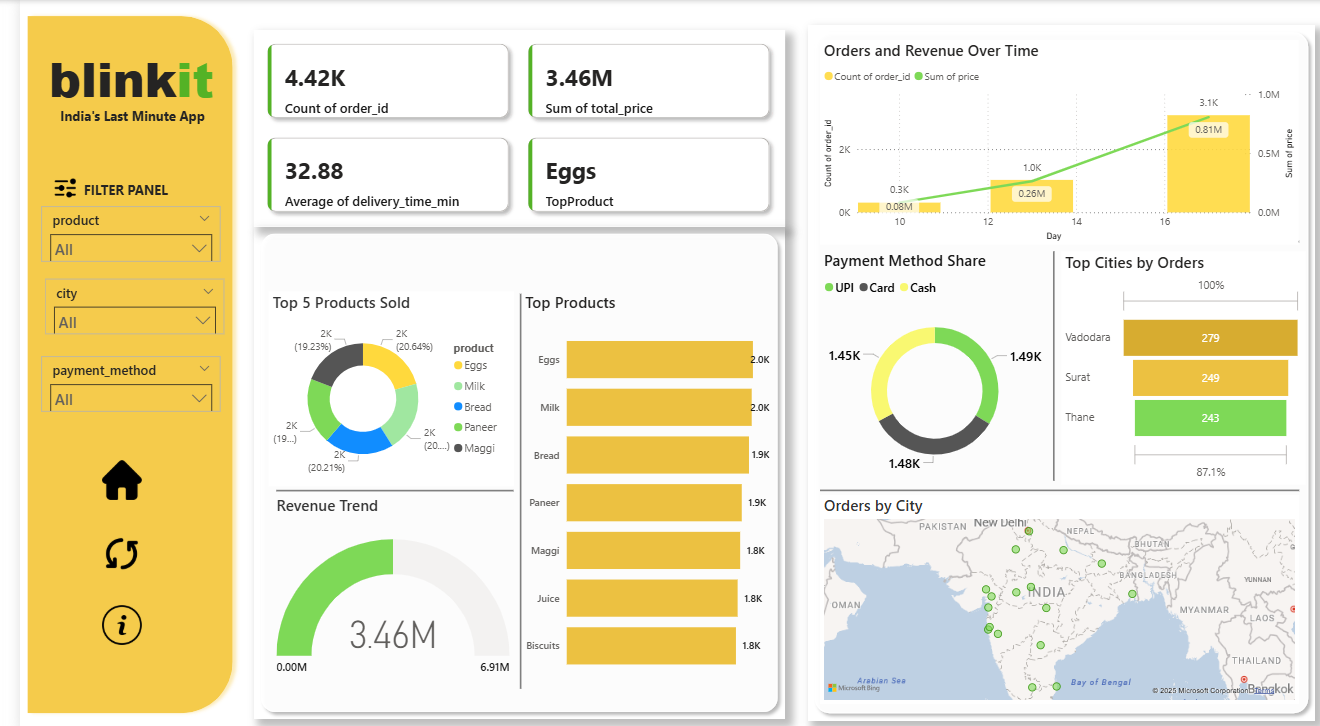 blinkit
India's Last Minute App
FILTER PANEL
product
All
city
All
payment_method
All
4.42K
Count of order_id
3.46M
Sum of total_price
32.88
Average of delivery_time_min
Eggs
TopProduct
Top 5 Products Sold
2K
(19.23%)
2K
(20.64%)
2K
(19...)
2K
(20....)
2K
(20.21%)
product
Eggs
Milk
Bread
Paneer
Maggi
Revenue Trend
3.46M
0.00M
6.91M
Top Products
Eggs 2.0K
Milk 2.0K
Bread 1.9K
Paneer 1.9K
Maggi 1.8K
Juice 1.8K
Biscuits 1.8K
Orders and Revenue Over Time
Count of order_id Sum of price
Count of order_id
2K
0K
0.3K
0.08M
1.0K
0.26M
3.1K
0.81M
1.0M
0.5M
0.0M
Sum of price
10 12 14 16
Day
Payment Method Share
UPI Card Cash
1.45K
1.49K
1.48K
Top Cities by Orders
100%
Vadodara 279
Surat 249
Thane 243
87.1%
Orders by City
PAKISTAN
New Delhi
NEPAL
BHUTAN
BANGLADESH
YUNNAN
OMAN
INDIA
MYANMAR
LAOS
THAILAND
Arabian Sea
Bay of Bengal
Bangkok
Microsoft Bing
© 2025 Microsoft Corporation Terms